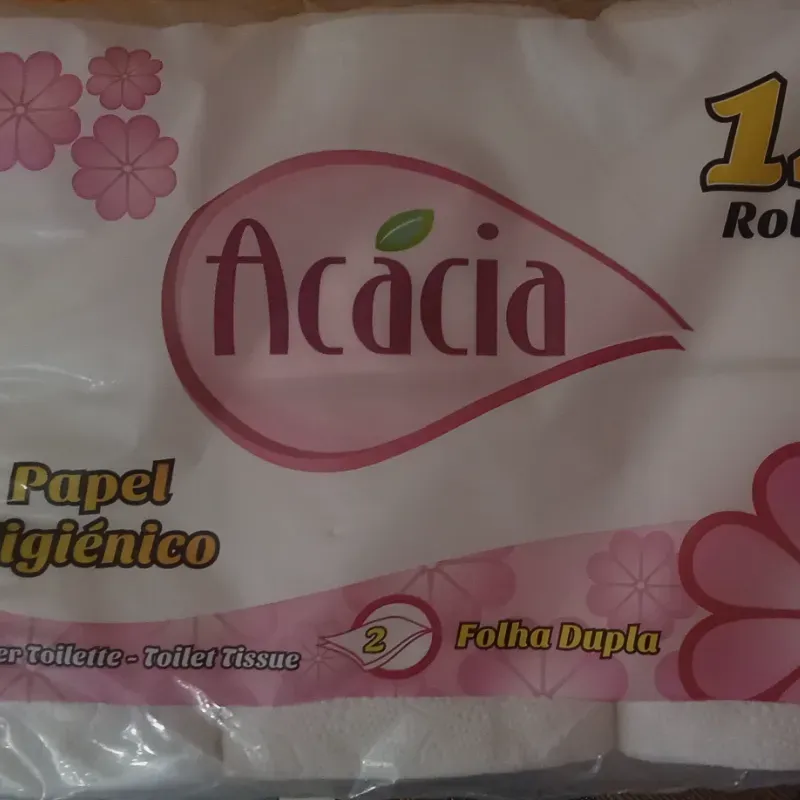 Acácia
Rol
Papel
igiénico
er Toilette - Toilet Tissue
2
Folha Dupla